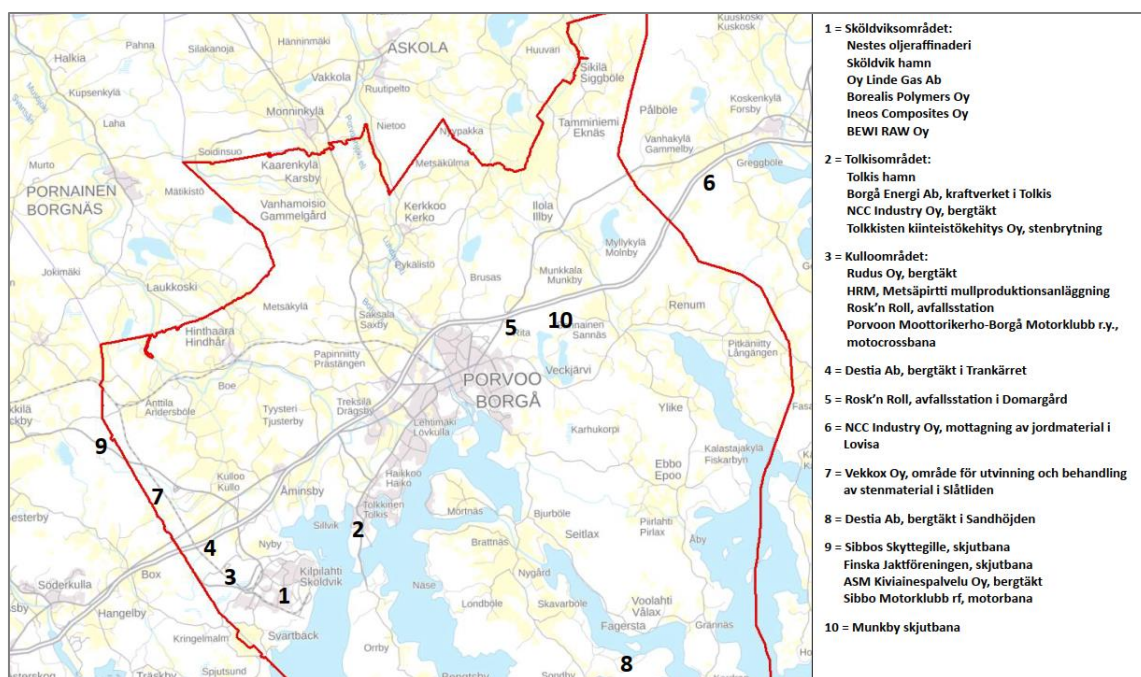 Kuuskoski
Kuskosk
Halkia
Pahna
Silakanoja
Hänninmäki
ASKOLA
Huuvari
Vakkola
Sikilä
Siggböle
Kupsenkylä
Ruutipelto
Laha
Monninkylä
Nietoo
Nyypakka
Tamminiemi
Eknäs
Pålböle
Koskenkylä
Forsby
Vanhakylä
Gammelby
Soidinsuo
Murto
Kaarenkylä
Karsby
Metsäkülma
Greggböle
6
PORNAINEN
BORGNÄS
Mätikistö
Vanhamoisio
Gammelgård
Kerkkoo
Kerko
Ilola
Illby
Myllykylä
Molnby
Jokimäki
Laukkoski
Pykälistö
Brusas
Munkkala
Munkby
Metsäkylä
Saksala
Saxby
Renum
Hinthaara
Hindhår
5
10
Sannäs
Papinniitty
Prästängen
Pitkäniitty
Långängen
Boe
PORVOO
BORGÅ
Veckjärvi
Anttila
Andersböle
Tyysteri
Tjusterby
Treksilä
Drägsby
Ylike
9
Lehtimäki
Lövkulla
Karhukorpi
Kalastajakylä
Fiskarbyn
Kulloo
Kullo
Haikkoo
Haiko
Ebbo
Epoo
7
Åminsby
Tolkkinen
Tolkis
Mörtnäs
Bjurböle
Sillvik
2
Seitlax
Piirlahti
Pirlax
Åby
4
Nyby
Brattnäs
Box
3
Kilpilahti
Sköldvik
Näse
Nygård
Söderkulla
1
Voolahti
Vålax
Hangelby
Löndböle
Skavarböle
Fagersta
Grännäs
Svartbäck
Kringelmalm
Orrby
8
Träskby
Spjutsund
1 = Sköldviksområdet:
Nestes oljeraffinaderi
Sköldvik hamn
Oy Linde Gas Ab
Borealis Polymers Oy
Ineos Composites Oy
BEWI RAW Oy
2 = Tolkisområdet:
Tolkis hamn
Borgå Energi Ab, kraftverket i Tolkis
NCC Industry Oy, bergtäkt
Tolkkisten kiinteistökehitys Oy, stenbrytning
3 = Kulloområdet:
Rudus Oy, bergtäkt
HRM, Metsäpirtti mullproduktionsanläggning
Rosk'n Roll, avfallsstation
Porvoon Moottorikerho-Borgå Motorklubb r.y.,
motocrossbana
4 = Destia Ab, bergtäkt i Trankärret
5 = Rosk'n Roll, avfallsstation i Domargård
6 = NCC Industry Oy, mottagning av jordmaterial i
Lovisa
7 = Vekkox Oy, område för utvinning och behandling
av stenmaterial i Slåtliden
8 = Destia Ab, bergtäkt i Sandhöjden
9 = Sibbos Skyttegille, skjutbana
Finska Jaktföreningen, skjutbana
ASM Kiviainespalvelu Oy, bergtäkt
Sibbo Motorklubb rf, motorbana
10 = Munkby skjutbana